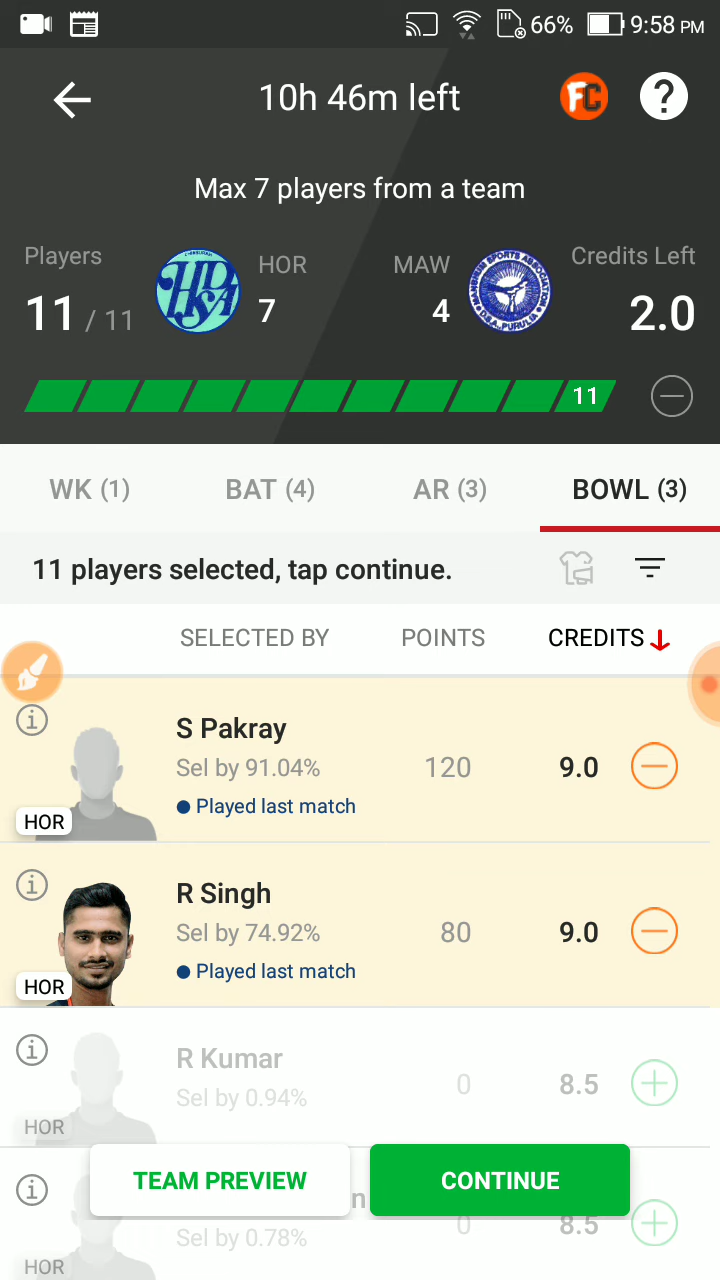 66% 9:58 PM
10h 46m left
FC
?
Max 7 players from a team
Players HOR MAW Credits Left
11 / 11 7 4 2.0
11
WK (1) BAT (4) AR (3) BOWL (3)
11 players selected, tap continue.
SELECTED BY POINTS CREDITS
S Pakray
Sel by 91.04% 120 9.0
Played last match
HOR
R Singh
Sel by 74.92% 80 9.0
Played last match
HOR
R Kumar
Sel by 0.94% 0 8.5
HOR
TEAM PREVIEW CONTINUE
Sel by 0.78% 0 8.5
HOR